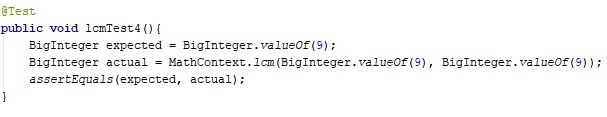 @Test
public void lcmTest4(){
    BigInteger expected = BigInteger.valueOf(9);
    BigInteger actual = MathContext.lcm(BigInteger.valueOf(9), BigInteger.valueOf(9));
    assertEquals(expected, actual);
}